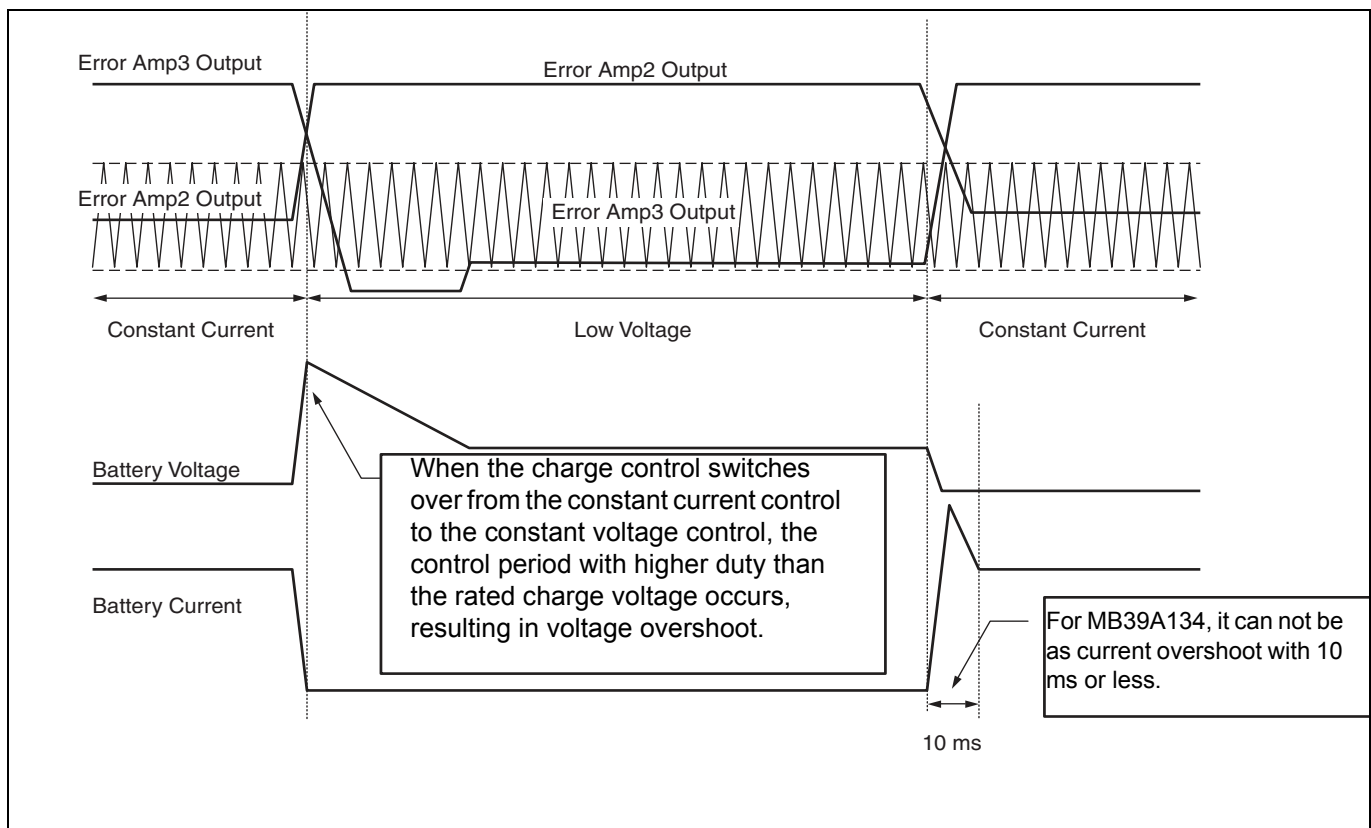 Error Amp3 Output
Error Amp2 Output
Error Amp2 Output
Error Amp3 Output
Constant Current
Low Voltage
Constant Current
Battery Voltage
When the charge control switches
over from the constant current control
to the constant voltage control, the
control period with higher duty than
the rated charge voltage occurs,
resulting in voltage overshoot.
Battery Current
For MB39A134, it can not be
as current overshoot with 10
ms or less.
10 ms